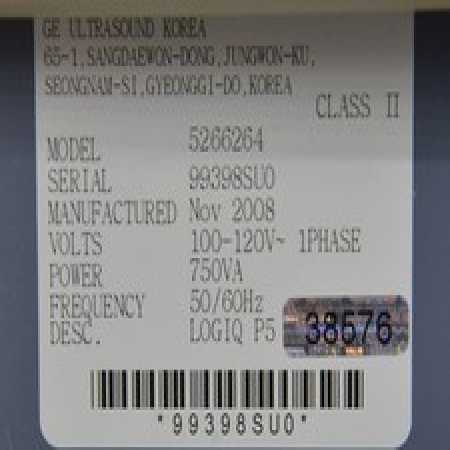 GE ULTRASOUND KOREA
65-1,SANGDAEWON-DONG,JUNGWON-KU,
SEONGNAM-SI,GYEONGGI-DO,KOREA
CLASS II
MODEL 5266264
SERIAL 99398SU0
MANUFACTURED Nov 2008
VOLTS 100-120V~ 1PHASE
POWER 750VA
FREQUENCY 50/60Hz
DESC. LOGIQ P5
38576
*99398SU0*